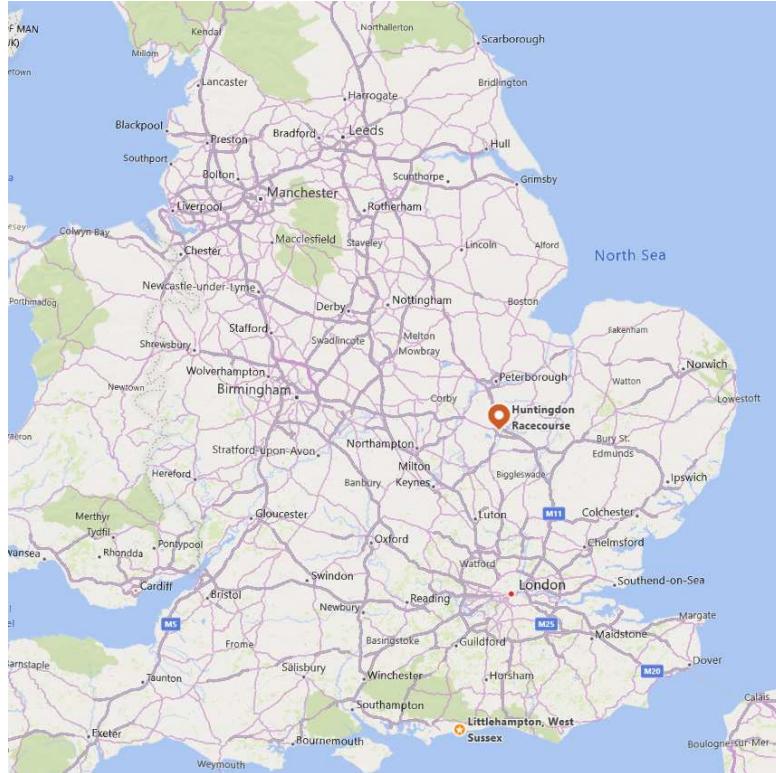 OF MAN
UK)
Kendal
Northallerton
Scarborough
Millom
Lancaster
Harrogate
Bridlington
Blackpool
Preston
Bradford
Leeds
Hull
Southport
Bolton
Scunthorpe
Grimsby
Manchester
Liverpool
Rotherham
Colwyn Bay
Macclesfield
Staveley
Lincoln
Alford
North Sea
Chester
Newcastle-under-Lyme
Porthmadog
Derby
Nottingham
Boston
Stafford
Fakenham
Shrewsbury
Swadlincote
Melton
Mowbray
Norwich
Wolverhampton
Peterborough
Watton
Newtown
Birmingham
Corby
Lowestoft
Huntingdon
Racecourse
Northampton
Bury St.
Edmunds
Stratford-upon-Avon
Milton
Keynes
Biggleswade
Hereford
Banbury
Ipswich
Merthyr
Tydfil
Gloucester
Luton
M11
Colchester
Rhondda
Pontypool
Oxford
Chelmsford
wansea
Watford
Cardiff
Swindon
London
Southend-on-Sea
Bristol
Newbury
Reading
Margate
M5
M25
Frome
Basingstoke
Guildford
Maidstone
Barnstaple
Salisbury
Dover
Taunton
Winchester
Horsham
M20
Southampton
Calais
Littlehampton, West
Sussex
Exeter
Bournemouth
Boulogne-sur-Mer
Weymouth